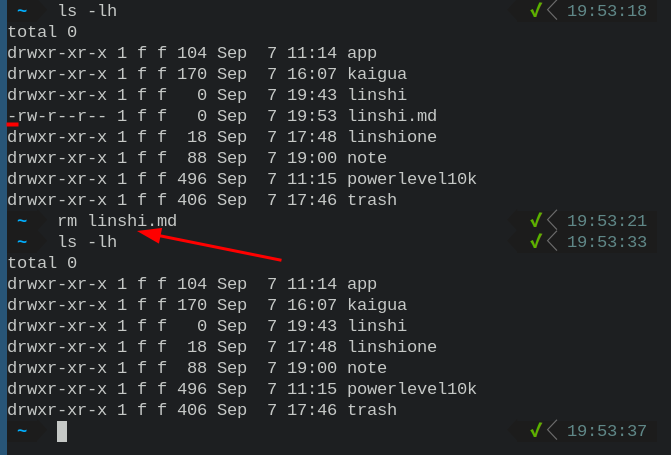 ~ ls -lh ✓ 19:53:18
total 0
drwxr-xr-x 1 f f 104 Sep  7 11:14 app
drwxr-xr-x 1 f f 170 Sep  7 16:07 kaigua
drwxr-xr-x 1 f f   0 Sep  7 19:43 linshi
-rw-r--r-- 1 f f   0 Sep  7 19:53 linshi.md
drwxr-xr-x 1 f f  18 Sep  7 17:48 linshione
drwxr-xr-x 1 f f  88 Sep  7 19:00 note
drwxr-xr-x 1 f f 496 Sep  7 11:15 powerlevel10k
drwxr-xr-x 1 f f 406 Sep  7 17:46 trash
~ rm linshi.md ✓ 19:53:21
~ ls -lh ✓ 19:53:33
total 0
drwxr-xr-x 1 f f 104 Sep  7 11:14 app
drwxr-xr-x 1 f f 170 Sep  7 16:07 kaigua
drwxr-xr-x 1 f f   0 Sep  7 19:43 linshi
drwxr-xr-x 1 f f  18 Sep  7 17:48 linshione
drwxr-xr-x 1 f f  88 Sep  7 19:00 note
drwxr-xr-x 1 f f 496 Sep  7 11:15 powerlevel10k
drwxr-xr-x 1 f f 406 Sep  7 17:46 trash
~ ✓ 19:53:37